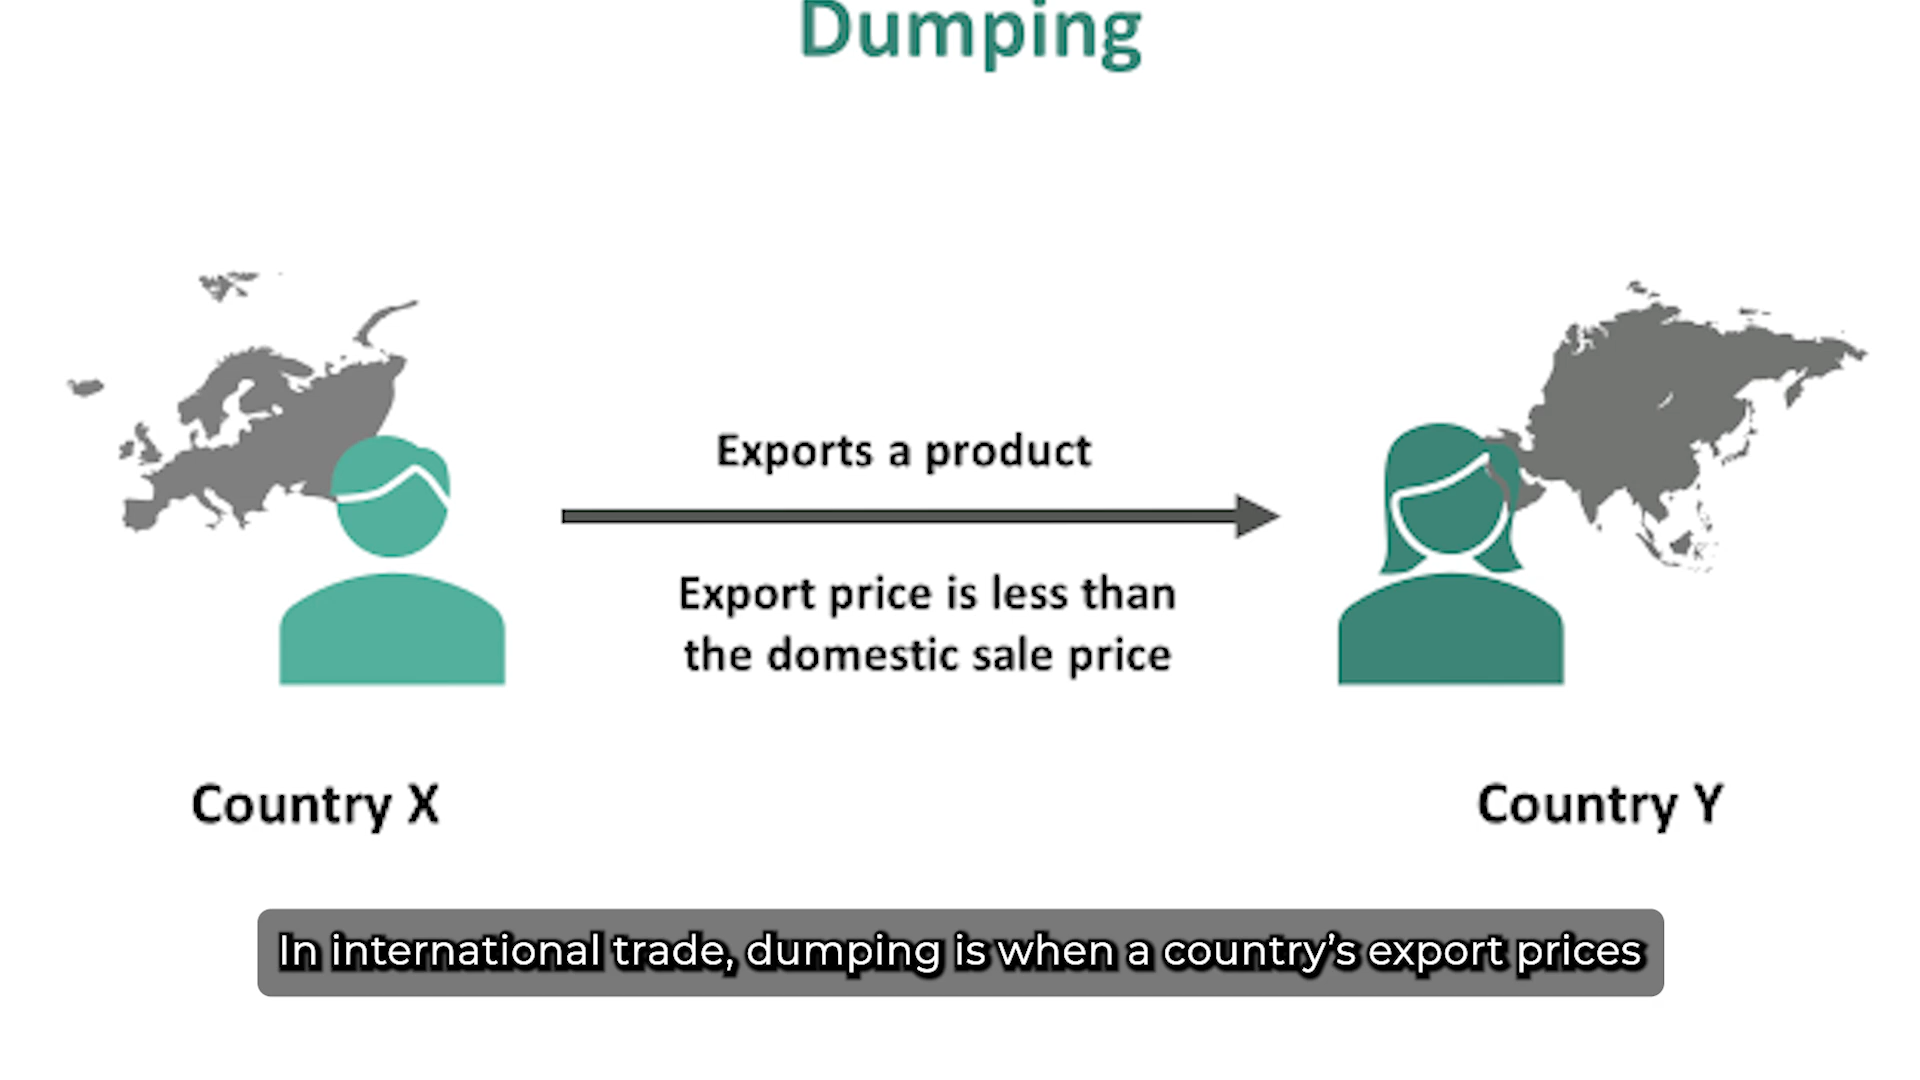 Dumping
Exports a product
Export price is less than
the domestic sale price
Country X
Country Y
In international trade, dumping is when a country’s export prices